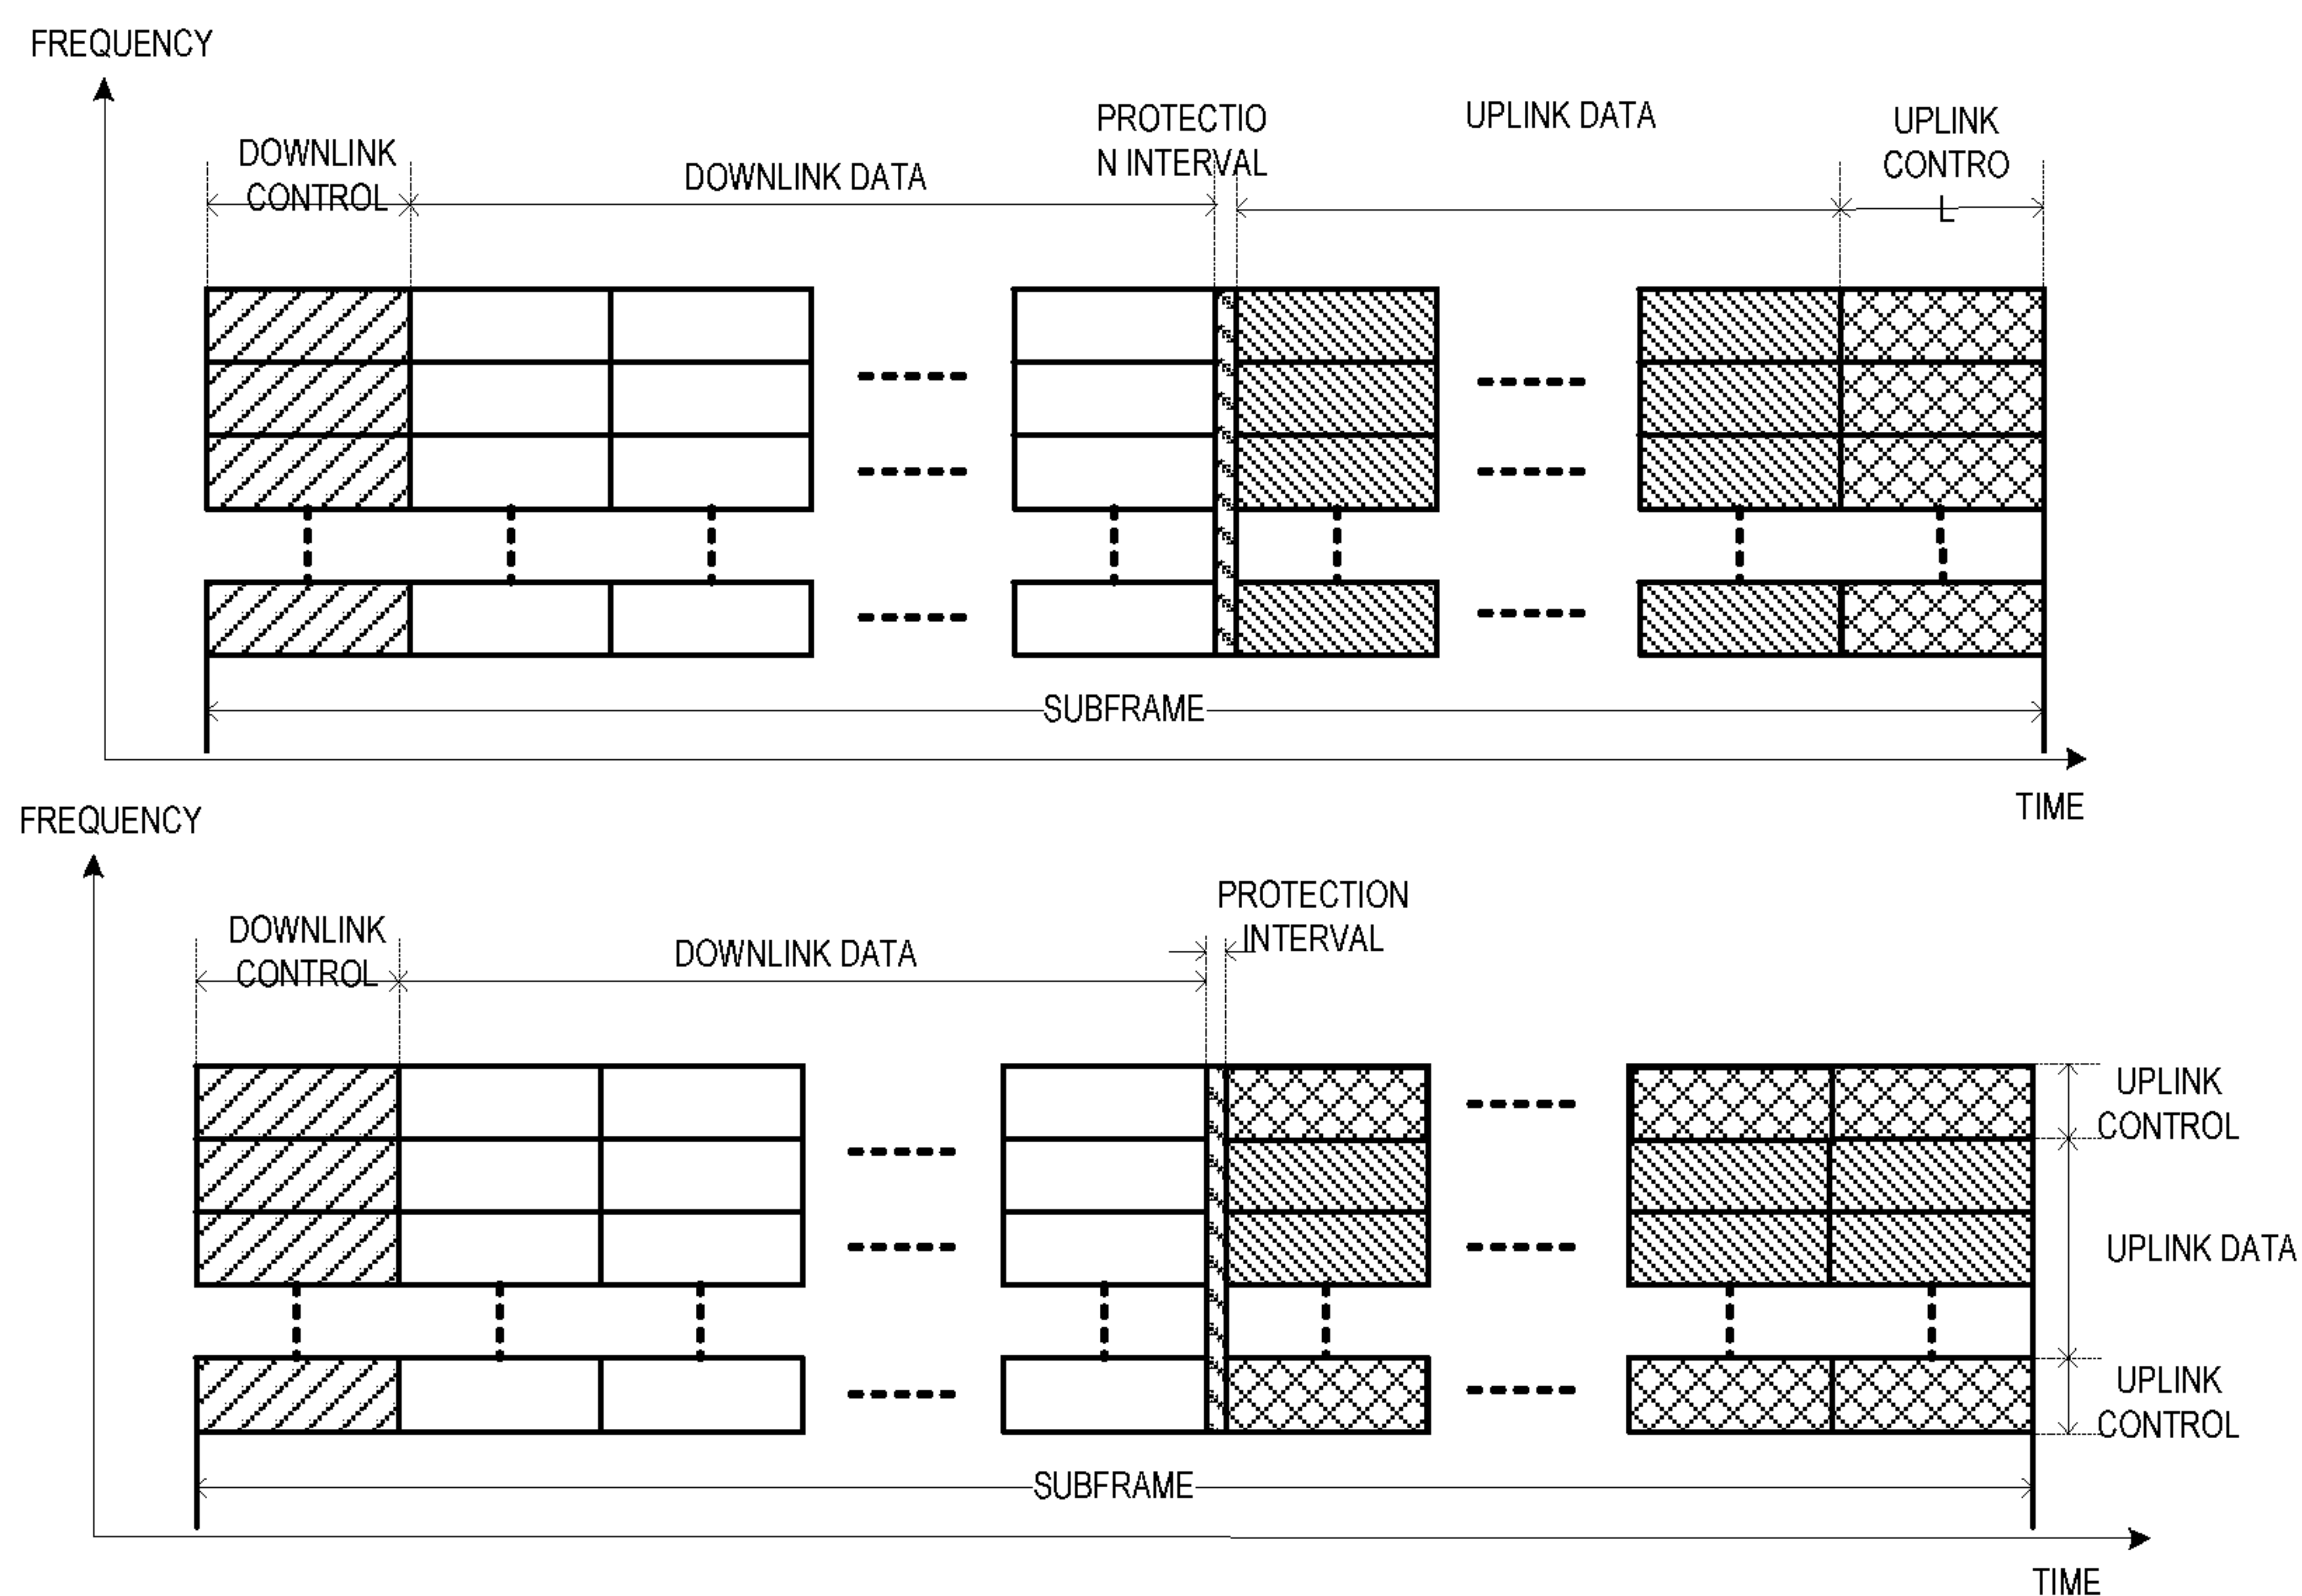 FREQUENCY
DOWNLINK
CONTROL
DOWNLINK DATA
PROTECTIO
N INTERVAL
UPLINK DATA
UPLINK
CONTRO
L
SUBFRAME
TIME
FREQUENCY
DOWNLINK
CONTROL
DOWNLINK DATA
PROTECTION
INTERVAL
UPLINK
CONTROL
UPLINK DATA
UPLINK
CONTROL
SUBFRAME
TIME